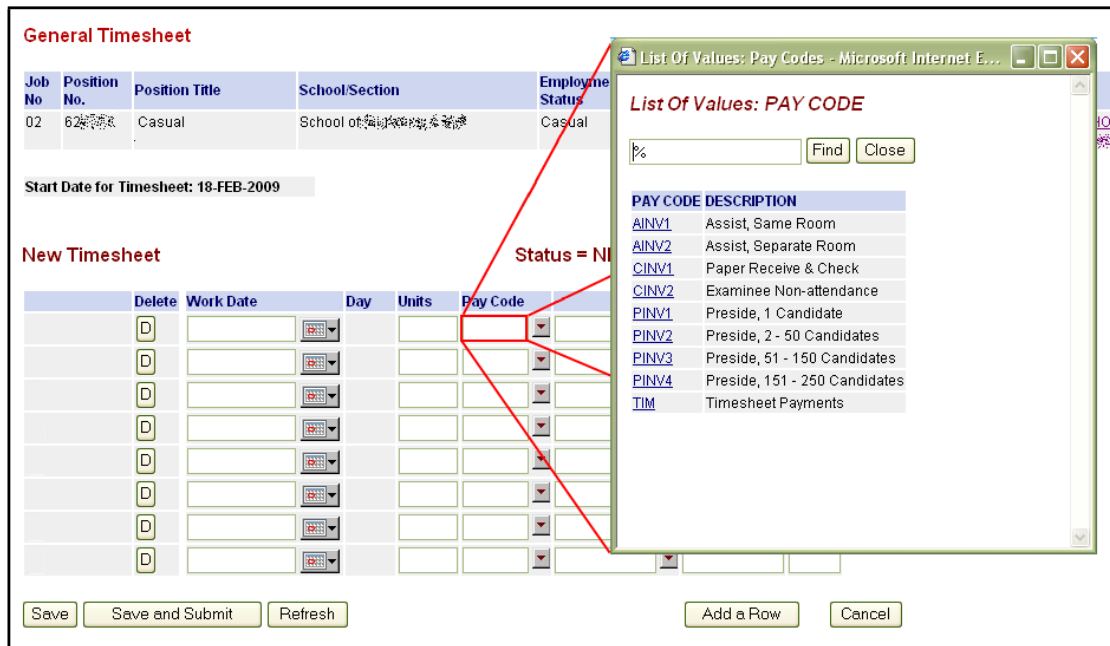 General Timesheet
Job No Position No. Position Title School/Section Employme Status
02 62 Casual School of Casual
Start Date for Timesheet: 18-FEB-2009
New Timesheet Status = N
Delete Work Date Day Units Pay Code
D
D
D
D
D
D
D
D
Save Save and Submit Refresh Add a Row Cancel
List Of Values: Pay Codes - Microsoft Internet E...
List Of Values: PAY CODE
% Find Close
PAY CODE DESCRIPTION
AINV1 Assist, Same Room
AINV2 Assist, Separate Room
CINV1 Paper Receive & Check
CINV2 Examinee Non-attendance
PINV1 Preside, 1 Candidate
PINV2 Preside, 2 - 50 Candidates
PINV3 Preside, 51 - 150 Candidates
PINV4 Preside, 151 - 250 Candidates
TIM Timesheet Payments